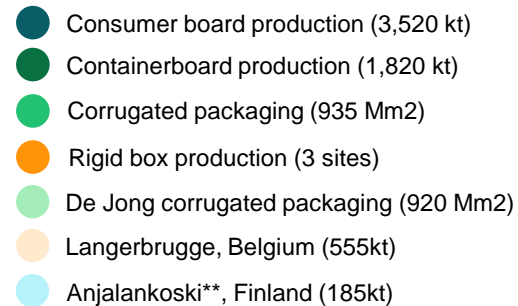 Consumer board production (3,520 kt)
Containerboard production (1,820 kt)
Corrugated packaging (935 Mm2)
Rigid box production (3 sites)
De Jong corrugated packaging (920 Mm2)
Langerbrugge, Belgium (555kt)
Anjalankoski**, Finland (185kt)